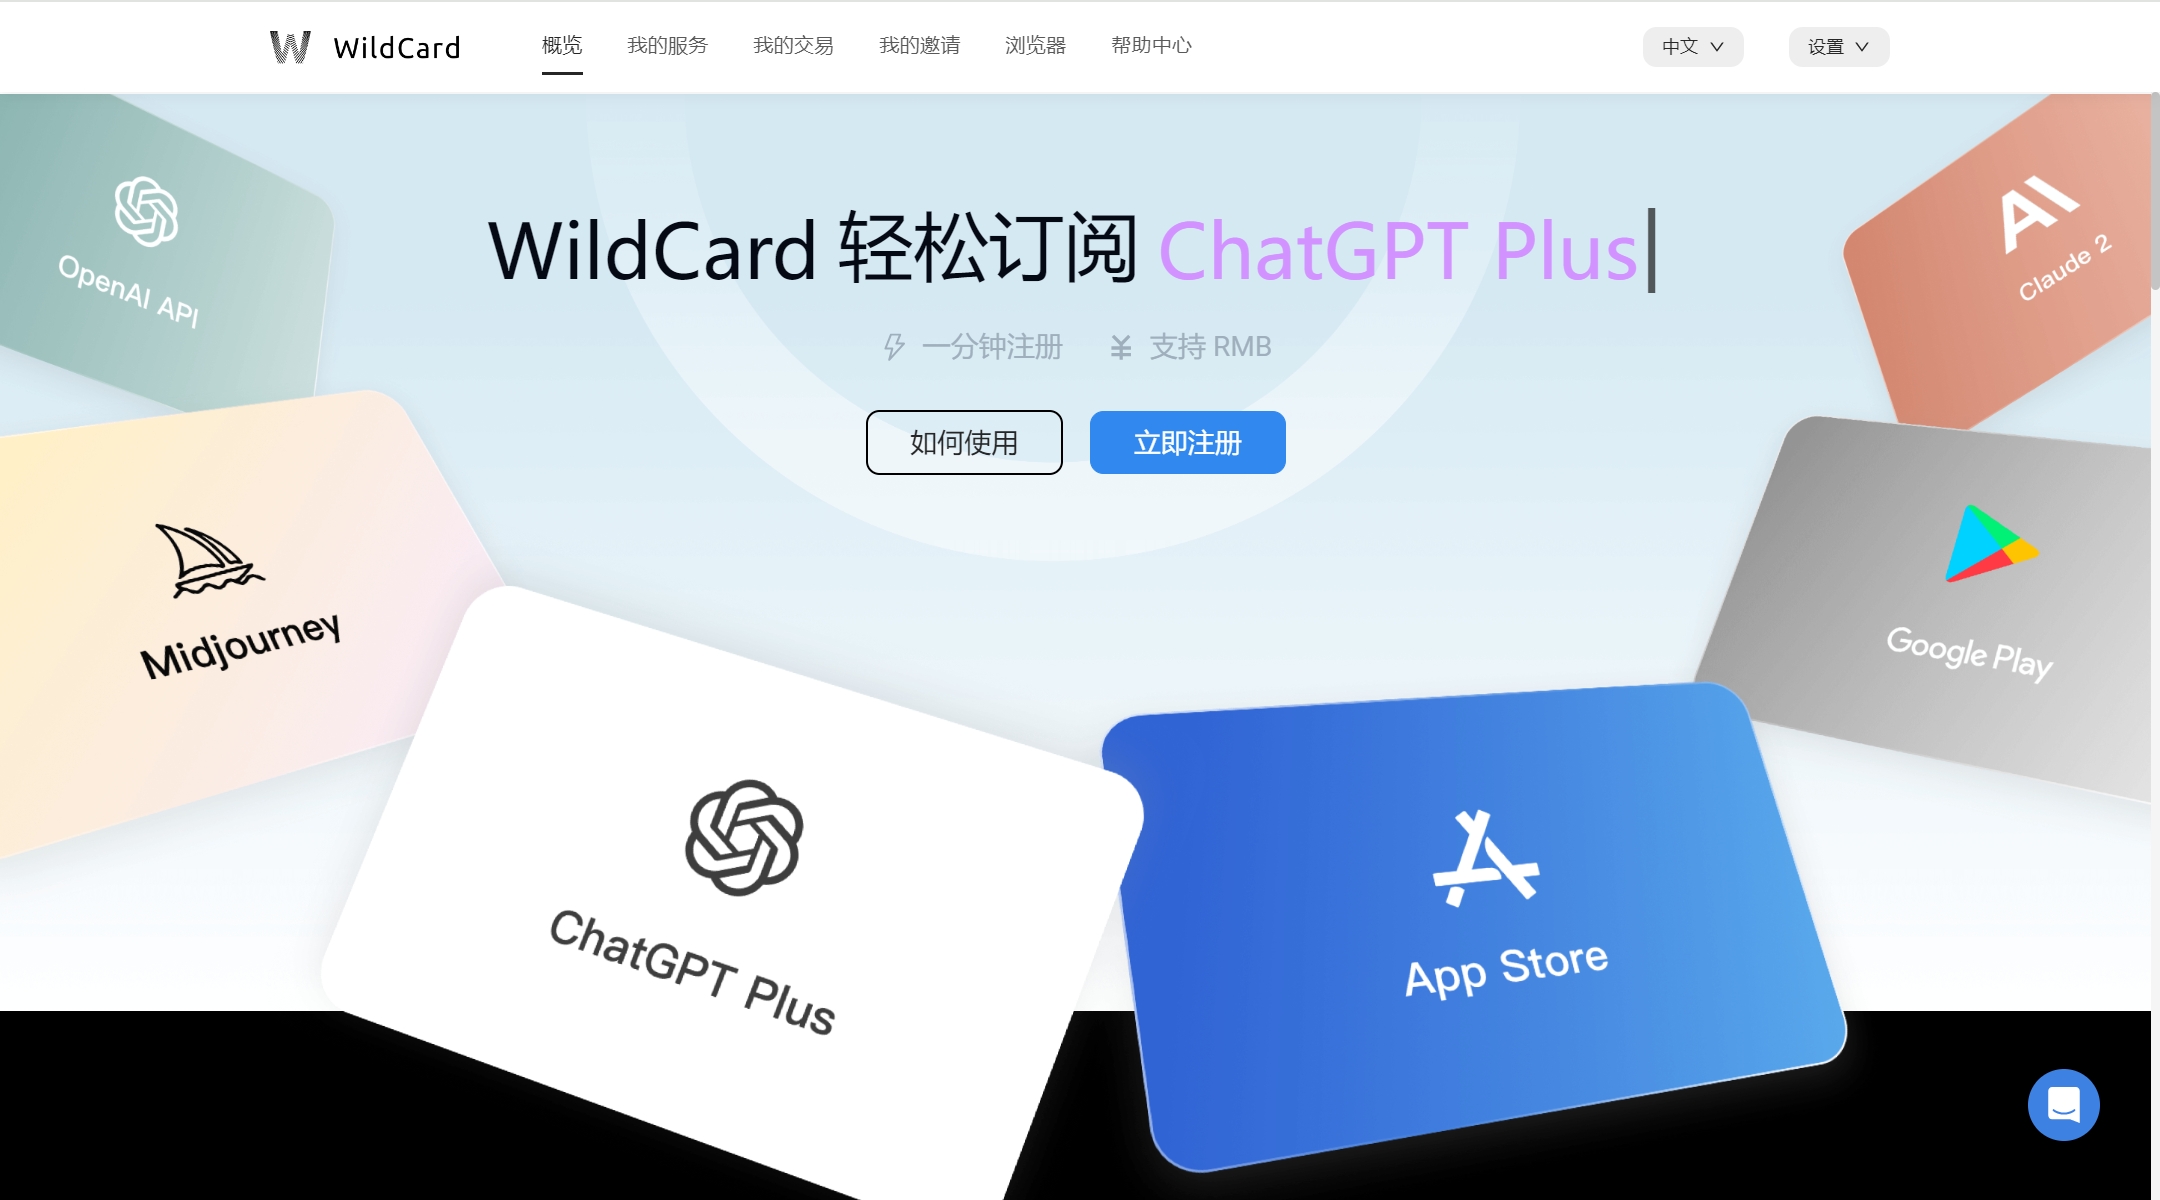 WildCard
概览
我的服务
我的交易
我的邀请
浏览器
帮助中心
中文
设置
WildCard 轻松订阅 ChatGPT Plus
一分钟注册
支持 RMB
如何使用
立即注册
OpenAI API
Claude 2
Midjourney
Google Play
ChatGPT Plus
App Store